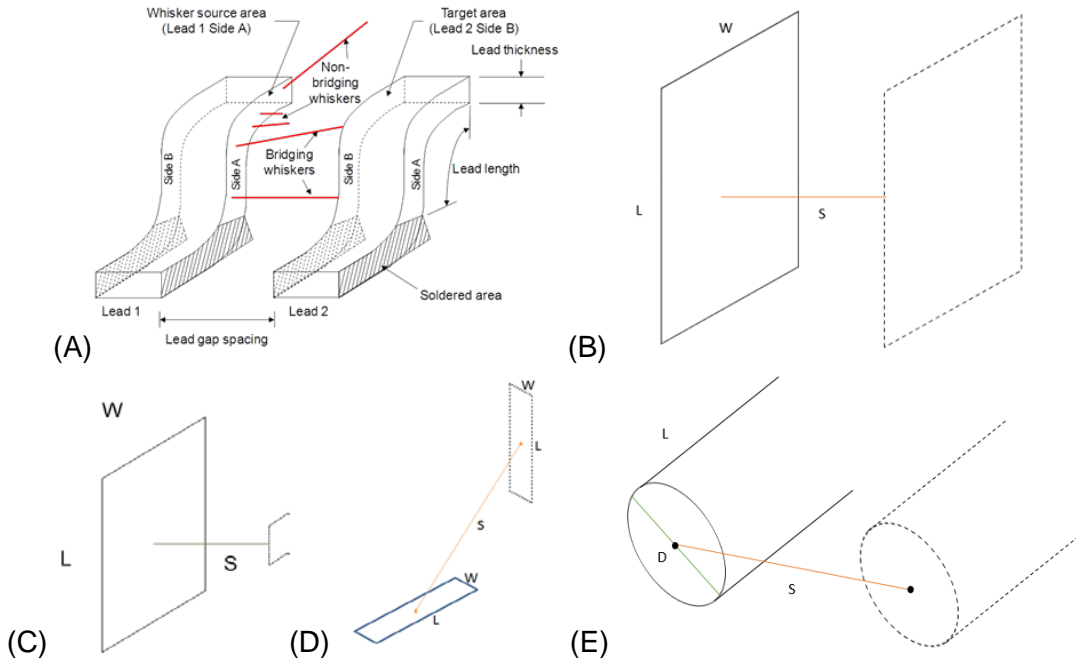 Whisker source area
(Lead 1 Side A)
Target area
(Lead 2 Side B)
Lead thickness
Non-
bridging
whiskers
Side B
Side A
Bridging
whiskers
Side B
Side A
Lead length
Soldered area
Lead 1
Lead 2
Lead gap spacing
(A)
W
L
S
(B)
W
L
S
(C)
W
L
S
W
L
(D)
L
D
S
(E)